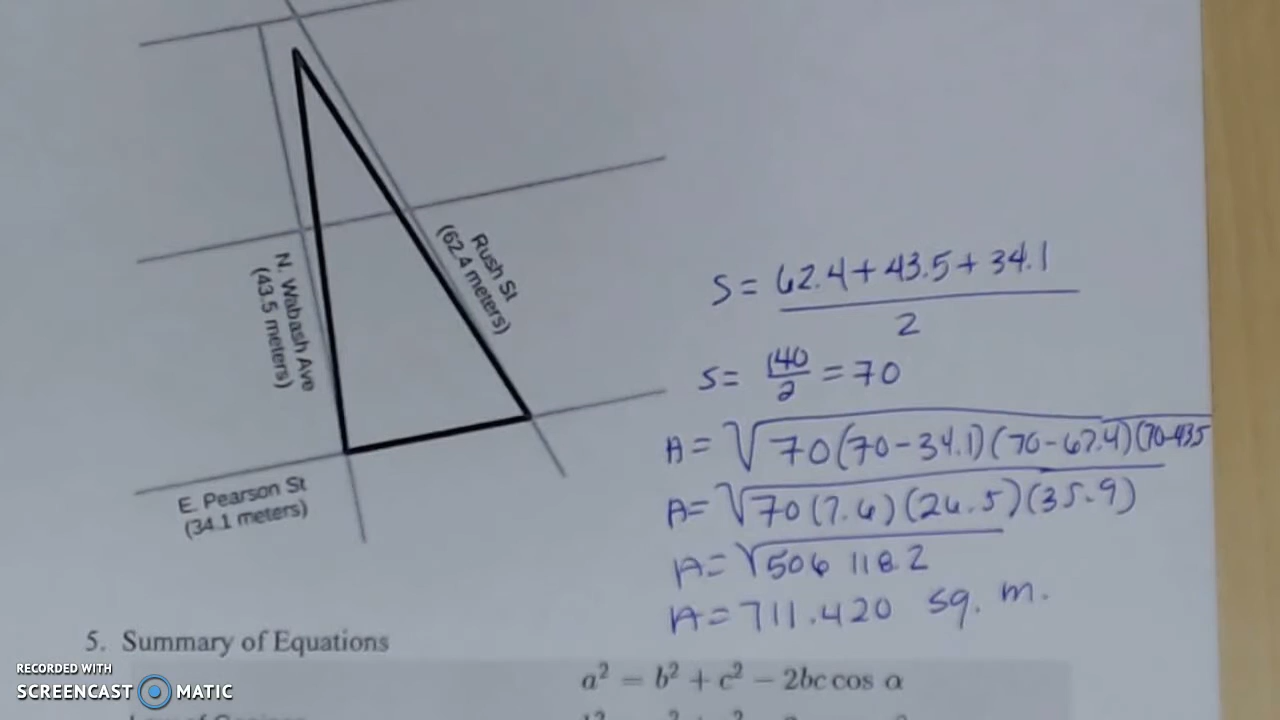 N. Wabash Ave
(43.5 meters)
Rush St
(62.4 meters)
E. Pearson St
(34.1 meters)
S = 62.4 + 43.5 + 34.1
2
S = 140/2 = 70
A = √70(70-34.1)(70-62.4)(70-43.5
A = √70(7.6)(26.5)(35.9)
A = √506 118.2
A = 711.420 sq. m.
5. Summary of Equations
a² = b² + c² − 2bc cos α
RECORDED WITH
SCREENCAST MATIC